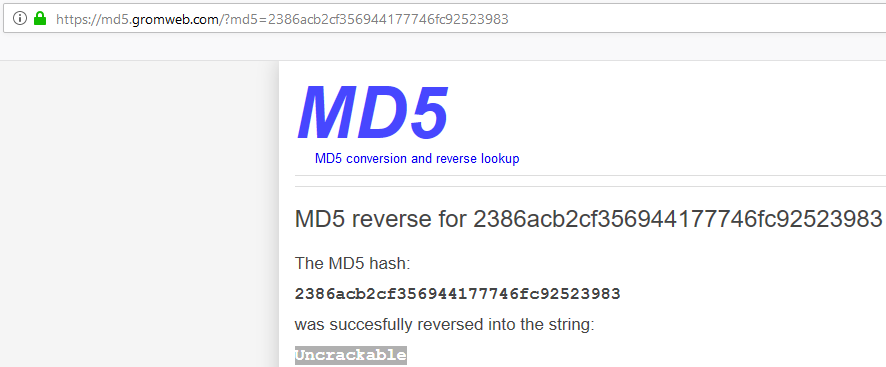 https://md5.gromweb.com/?md5=2386acb2cf356944177746fc92523983
MD5
MD5 conversion and reverse lookup
MD5 reverse for 2386acb2cf356944177746fc92523983
The MD5 hash:
2386acb2cf356944177746fc92523983
was succesfully reversed into the string:
Uncrackable